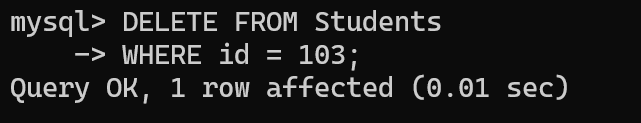 mysql> DELETE FROM Students
    -> WHERE id = 103;
Query OK, 1 row affected (0.01 sec)